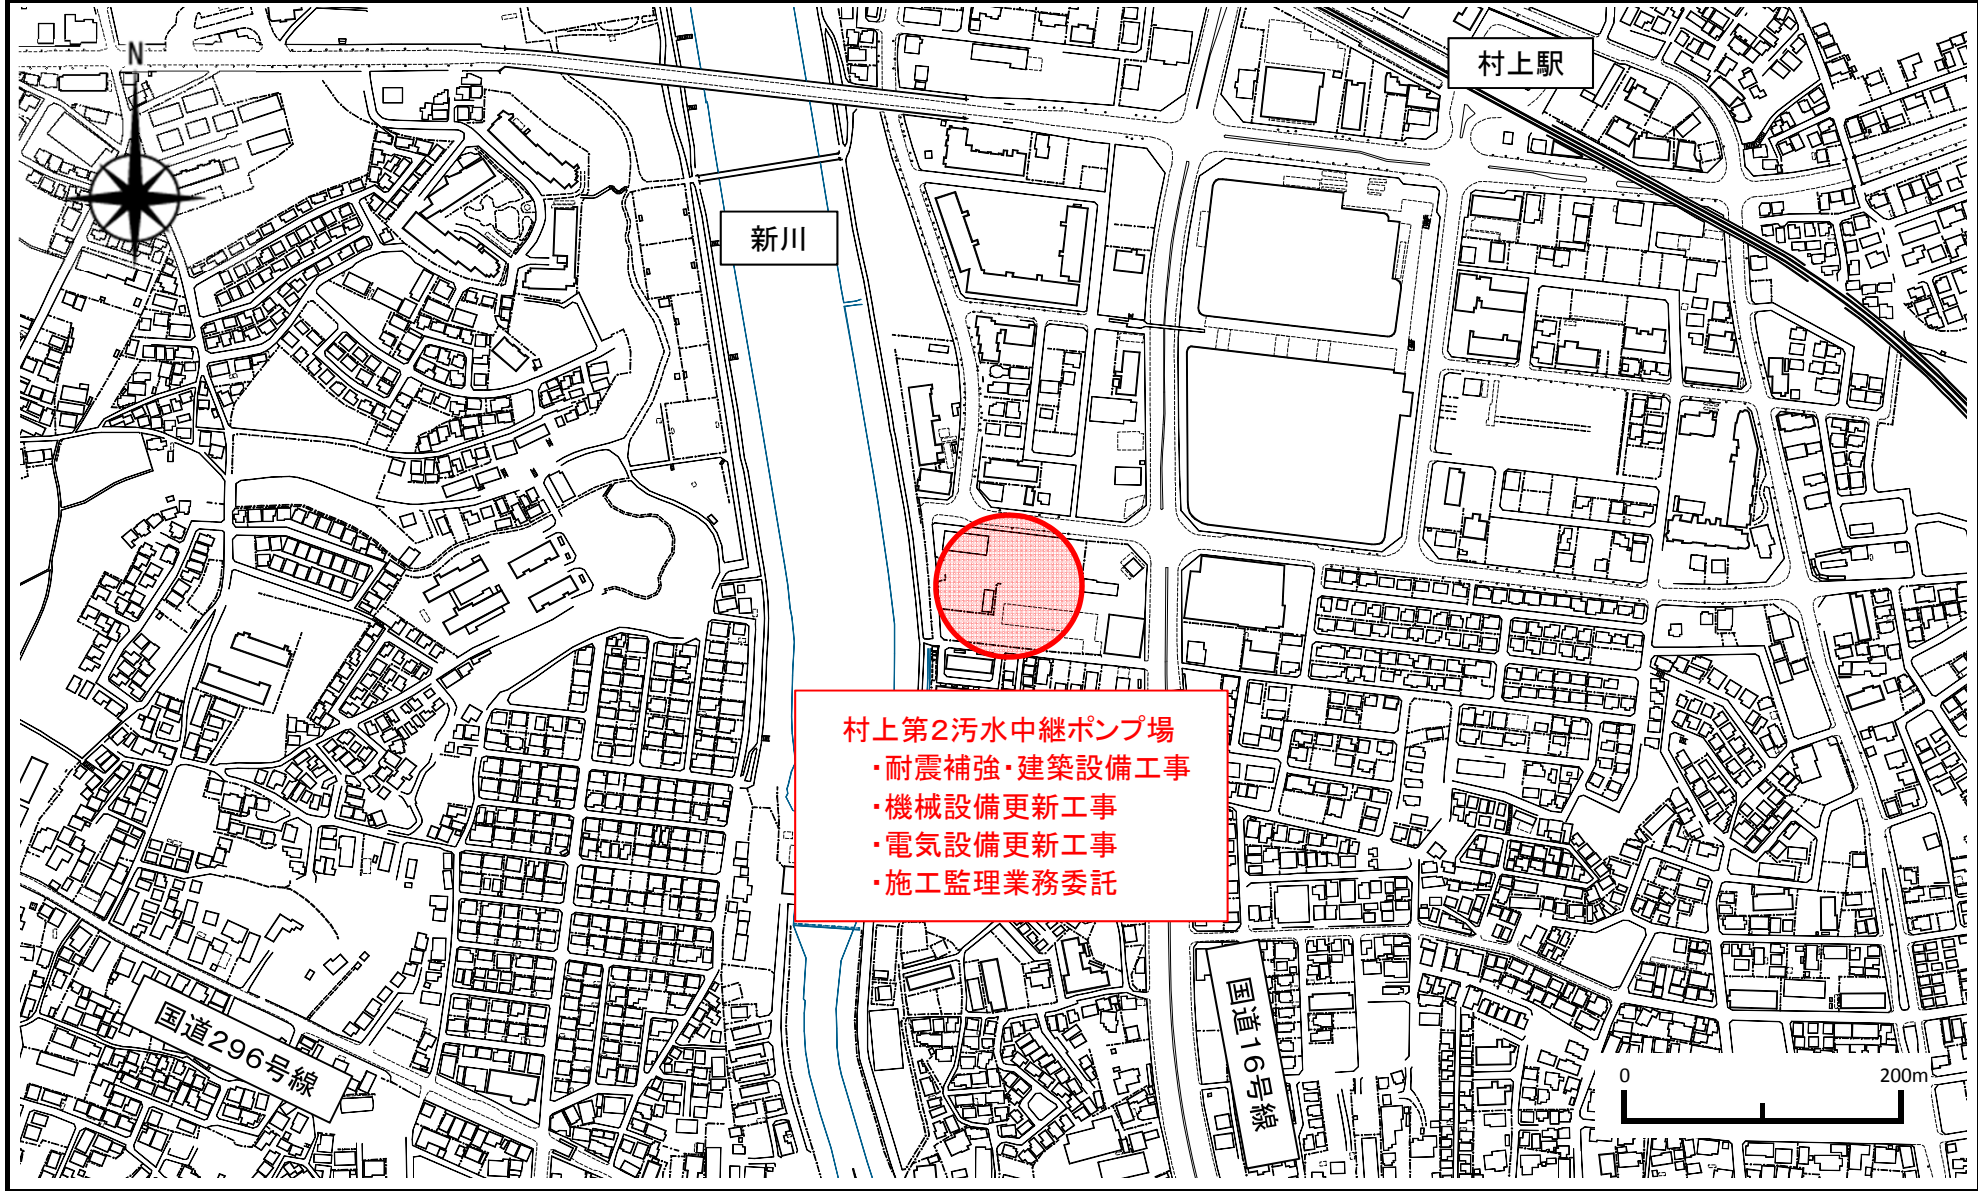 N
村上駅
新川
村上第2汚水中継ポンプ場
・耐震補強・建築設備工事
・機械設備更新工事
・電気設備更新工事
・施工監理業務委託
国道296号線
国道16号線
0 200m